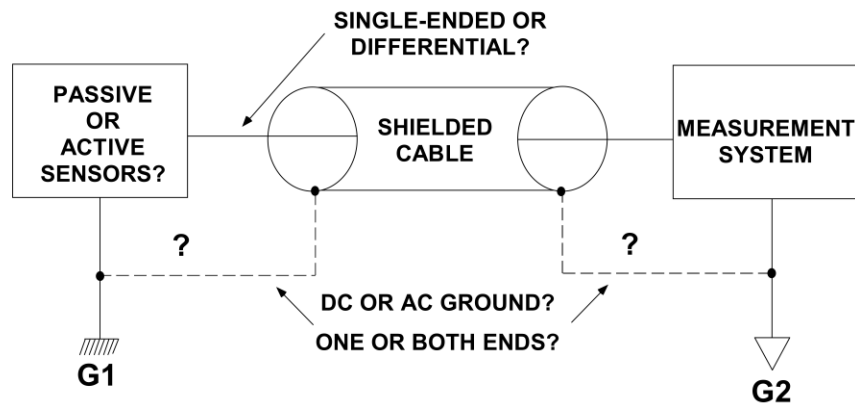 SINGLE-ENDED OR
DIFFERENTIAL?
PASSIVE
OR
ACTIVE
SENSORS?
SHIELDED
CABLE
MEASUREMENT
SYSTEM
?
?
DC OR AC GROUND?
ONE OR BOTH ENDS?
G1
G2